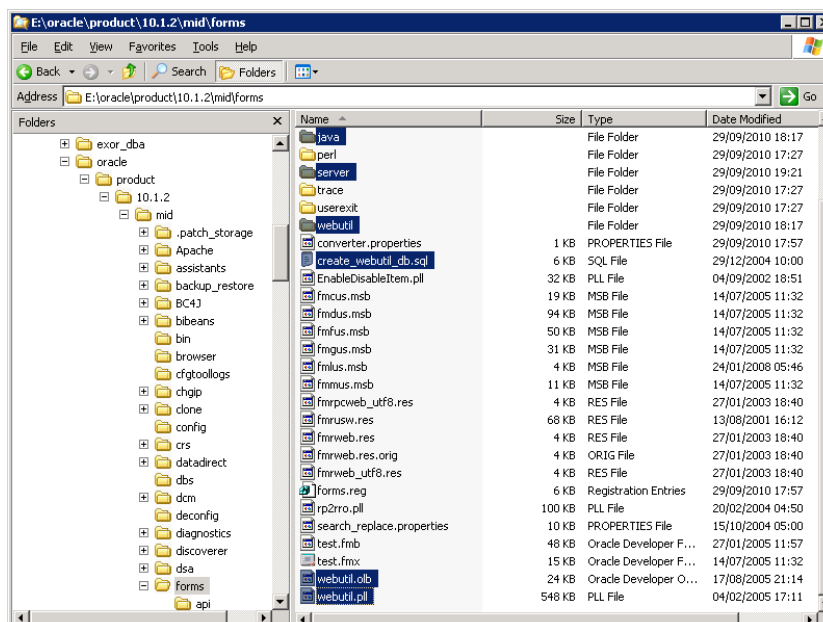 E:\oracle\product\10.1.2\mid\forms
File Edit View Favorites Tools Help
Back Search Folders
Address E:\oracle\product\10.1.2\mid\forms Go
Folders
exor_dba
oracle
product
10.1.2
mid
.patch_storage
Apache
assistants
backup_restore
BC4J
bibeans
bin
browser
cfgtoollogs
chgip
clone
config
crs
datadirect
dbs
dcm
deconfig
diagnostics
discoverer
dsa
forms
api
Name Size Type Date Modified
java File Folder 29/09/2010 18:17
perl File Folder 29/09/2010 17:27
server File Folder 29/09/2010 19:21
trace File Folder 29/09/2010 17:27
userexit File Folder 29/09/2010 17:27
webutil File Folder 29/09/2010 18:17
converter.properties 1 KB PROPERTIES File 29/09/2010 17:57
create_webutil_db.sql 6 KB SQL File 29/12/2004 10:00
EnableDisableItem.pll 32 KB PLL File 04/09/2002 18:51
fmcus.msb 19 KB MSB File 14/07/2005 11:32
fmdus.msb 94 KB MSB File 14/07/2005 11:32
fmfus.msb 50 KB MSB File 14/07/2005 11:32
fmgus.msb 31 KB MSB File 14/07/2005 11:32
fmlus.msb 4 KB MSB File 24/01/2008 05:46
fmmus.msb 11 KB MSB File 14/07/2005 11:32
fmrpcweb_utf8.res 4 KB RES File 27/01/2003 18:40
fmrusw.res 68 KB RES File 13/08/2001 16:12
fmrweb.res 4 KB RES File 27/01/2003 18:40
fmrweb.res.orig 4 KB ORIG File 27/01/2003 18:40
fmrweb_utf8.res 4 KB RES File 27/01/2003 18:40
forms.reg 6 KB Registration Entries 29/09/2010 17:57
rp2rro.pll 100 KB PLL File 20/02/2004 04:50
search_replace.properties 10 KB PROPERTIES File 15/10/2004 05:00
test.fmb 48 KB Oracle Developer F... 27/01/2005 11:57
test.fmx 15 KB Oracle Developer F... 14/07/2005 11:32
webutil.olb 24 KB Oracle Developer O... 17/08/2005 21:14
webutil.pll 548 KB PLL File 04/02/2005 17:11